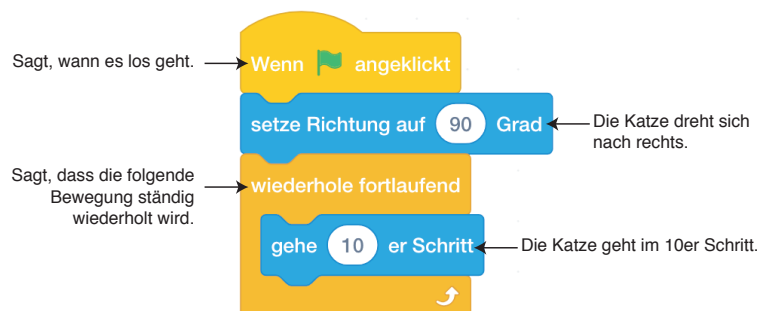 Sagt, wann es los geht.
Wenn angeklickt
setze Richtung auf 90 Grad
Die Katze dreht sich
nach rechts.
Sagt, dass die folgende
Bewegung ständig
wiederholt wird.
wiederhole fortlaufend
gehe 10 er Schritt
Die Katze geht im 10er Schritt.